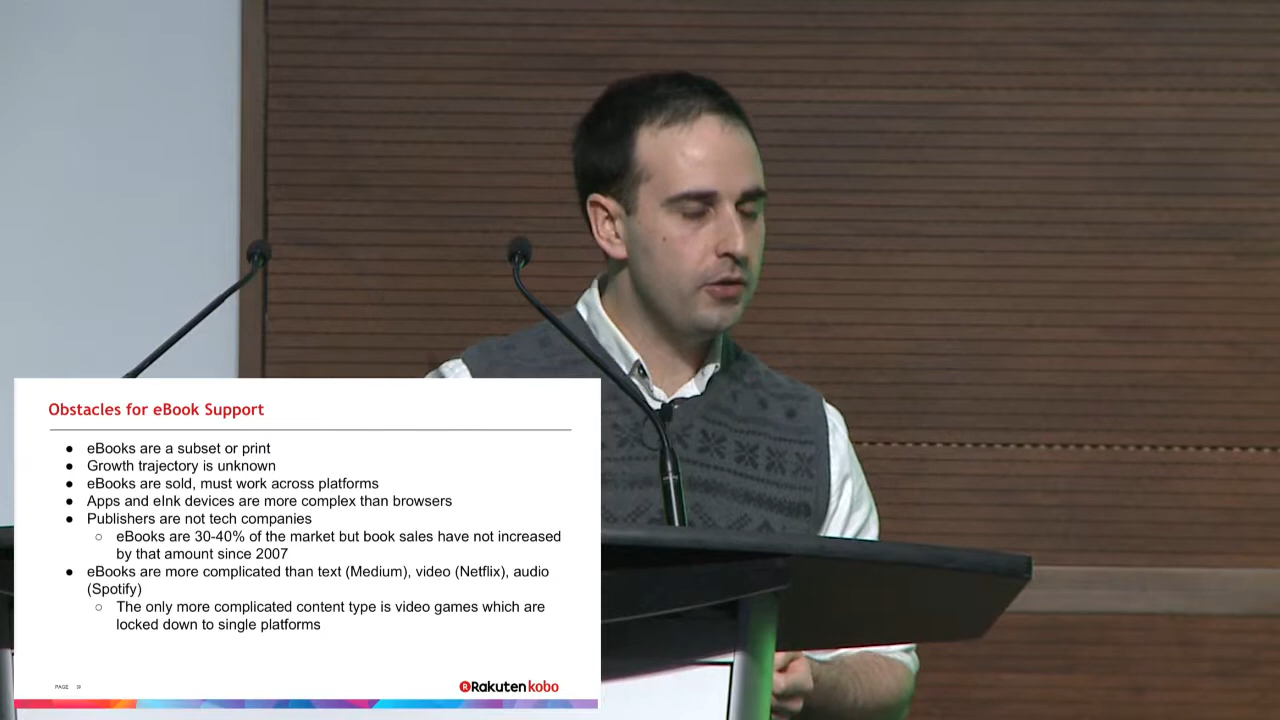 Obstacles for eBook Support
● eBooks are a subset or print
● Growth trajectory is unknown
● eBooks are sold, must work across platforms
● Apps and eInk devices are more complex than browsers
● Publishers are not tech companies
○ eBooks are 30-40% of the market but book sales have not increased
by that amount since 2007
● eBooks are more complicated than text (Medium), video (Netflix), audio
(Spotify)
○ The only more complicated content type is video games which are
locked down to single platforms
PAGE
Rakuten kobo